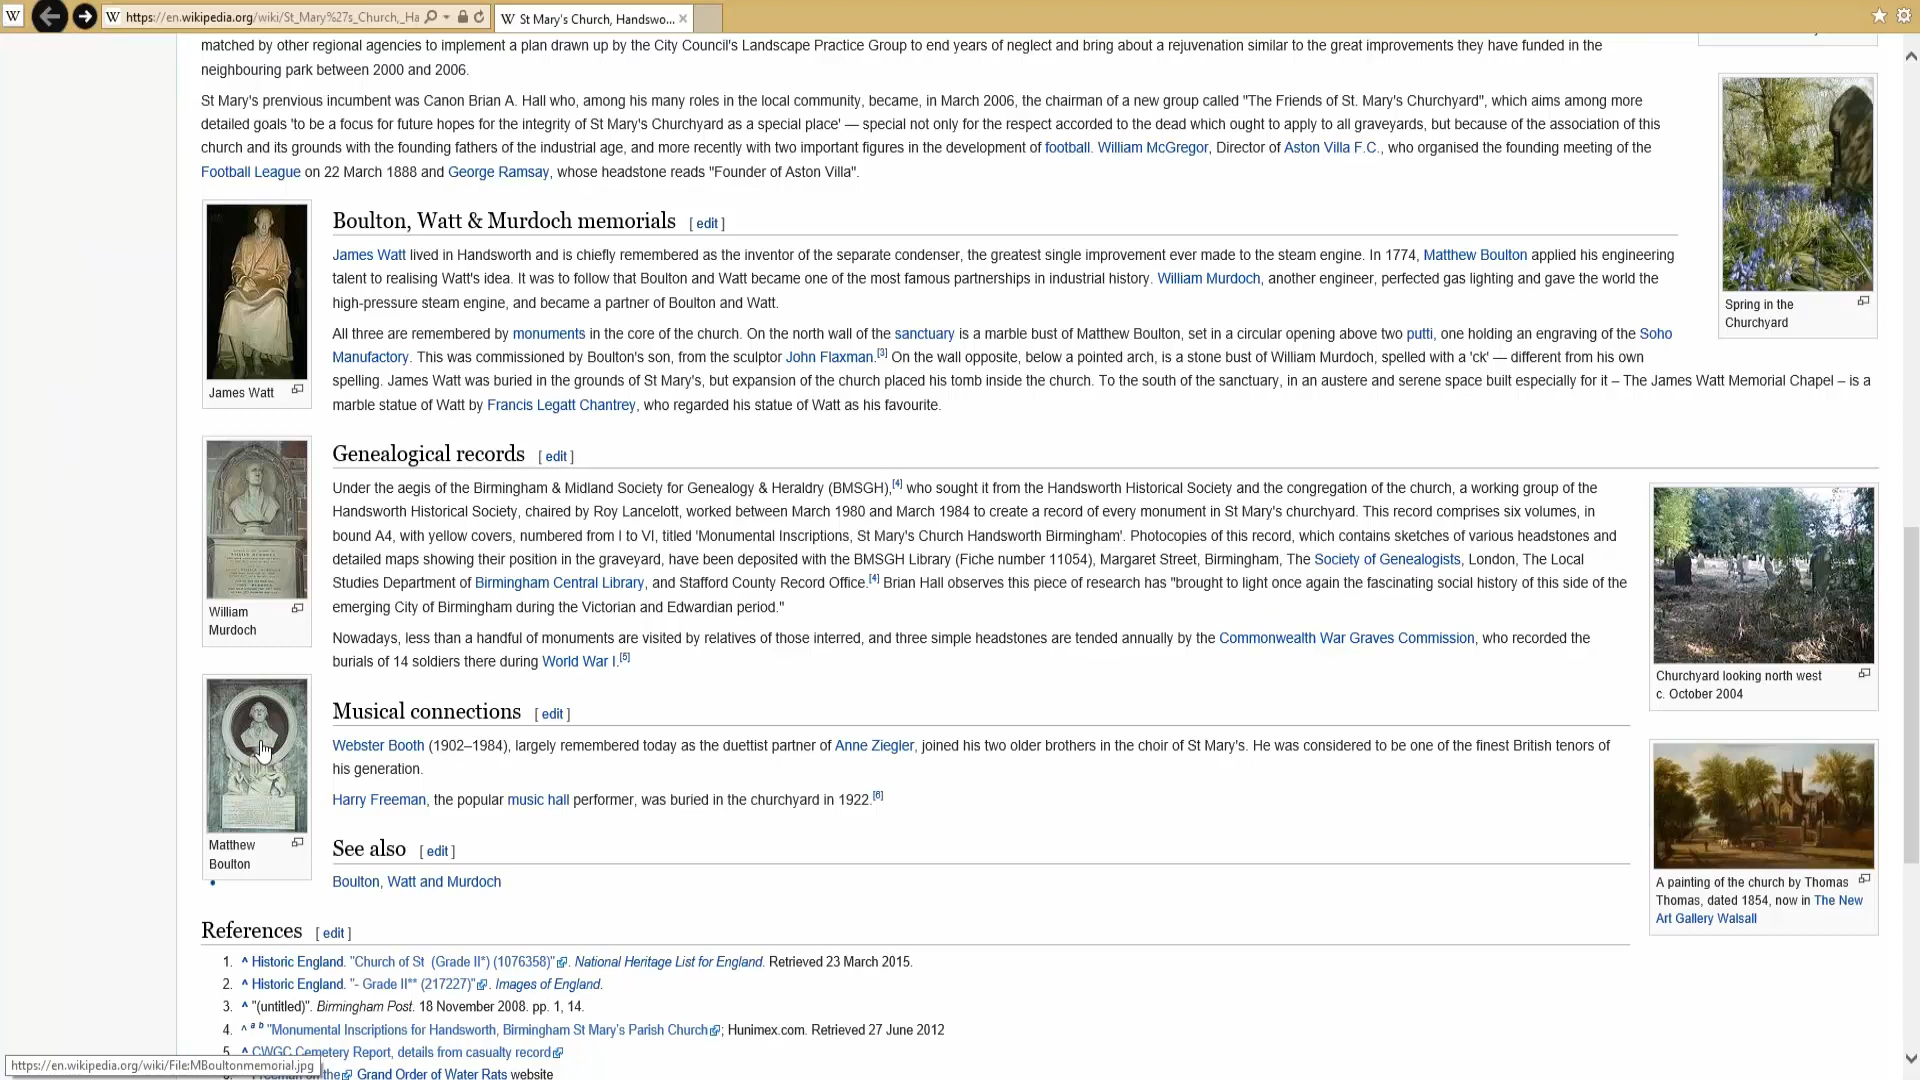 https://en.wikipedia.org/wiki/St_Mary%27s_Church,_Ha
St Mary's Church, Handswo...
matched by other regional agencies to implement a plan drawn up by the City Council's Landscape Practice Group to end years of neglect and bring about a rejuvenation similar to the great improvements they have funded in the
neighbouring park between 2000 and 2006.
St Mary's prenvious incumbent was Canon Brian A. Hall who, among his many roles in the local community, became, in March 2006, the chairman of a new group called "The Friends of St. Mary's Churchyard", which aims among more
detailed goals 'to be a focus for future hopes for the integrity of St Mary's Churchyard as a special place' — special not only for the respect accorded to the dead which ought to apply to all graveyards, but because of the association of this
church and its grounds with the founding fathers of the industrial age, and more recently with two important figures in the development of football. William McGregor, Director of Aston Villa F.C., who organised the founding meeting of the
Football League on 22 March 1888 and George Ramsay, whose headstone reads "Founder of Aston Villa".
Spring in the
Churchyard
Boulton, Watt & Murdoch memorials [ edit ]
James Watt lived in Handsworth and is chiefly remembered as the inventor of the separate condenser, the greatest single improvement ever made to the steam engine. In 1774, Matthew Boulton applied his engineering
talent to realising Watt's idea. It was to follow that Boulton and Watt became one of the most famous partnerships in industrial history. William Murdoch, another engineer, perfected gas lighting and gave the world the
high-pressure steam engine, and became a partner of Boulton and Watt.
All three are remembered by monuments in the core of the church. On the north wall of the sanctuary is a marble bust of Matthew Boulton, set in a circular opening above two putti, one holding an engraving of the Soho
Manufactory. This was commissioned by Boulton's son, from the sculptor John Flaxman.[3] On the wall opposite, below a pointed arch, is a stone bust of William Murdoch, spelled with a 'ck' — different from his own
spelling. James Watt was buried in the grounds of St Mary's, but expansion of the church placed his tomb inside the church. To the south of the sanctuary, in an austere and serene space built especially for it – The James Watt Memorial Chapel – is a
marble statue of Watt by Francis Legatt Chantrey, who regarded his statue of Watt as his favourite.
James Watt
Genealogical records [ edit ]
Under the aegis of the Birmingham & Midland Society for Genealogy & Heraldry (BMSGH),[4] who sought it from the Handsworth Historical Society and the congregation of the church, a working group of the
Handsworth Historical Society, chaired by Roy Lancelott, worked between March 1980 and March 1984 to create a record of every monument in St Mary's churchyard. This record comprises six volumes, in
bound A4, with yellow covers, numbered from I to VI, titled 'Monumental Inscriptions, St Mary's Church Handsworth Birmingham'. Photocopies of this record, which contains sketches of various headstones and
detailed maps showing their position in the graveyard, have been deposited with the BMSGH Library (Fiche number 11054), Margaret Street, Birmingham, The Society of Genealogists, London, The Local
Studies Department of Birmingham Central Library, and Stafford County Record Office.[4] Brian Hall observes this piece of research has "brought to light once again the fascinating social history of this side of the
emerging City of Birmingham during the Victorian and Edwardian period."
Nowadays, less than a handful of monuments are visited by relatives of those interred, and three simple headstones are tended annually by the Commonwealth War Graves Commission, who recorded the
burials of 14 soldiers there during World War I.[5]
William
Murdoch
Churchyard looking north west
c. October 2004
Musical connections [ edit ]
Webster Booth (1902–1984), largely remembered today as the duettist partner of Anne Ziegler, joined his two older brothers in the choir of St Mary's. He was considered to be one of the finest British tenors of
his generation.
Harry Freeman, the popular music hall performer, was buried in the churchyard in 1922.[6]
Matthew
Boulton
See also [ edit ]
Boulton, Watt and Murdoch
A painting of the church by Thomas
Thomas, dated 1854, now in The New
Art Gallery Walsall
References [ edit ]
1. ^ Historic England. "Church of St (Grade II*) (1076358)". National Heritage List for England. Retrieved 23 March 2015.
2. ^ Historic England. "- Grade II** (217227)". Images of England.
3. ^ "(untitled)". Birmingham Post. 18 November 2008. pp. 1, 14.
4. ^ a b "Monumental Inscriptions for Handsworth, Birmingham St Mary's Parish Church; Hunimex.com. Retrieved 27 June 2012
5. ^ CWGC Cemetery Report, details from casualty record
Grand Order of Water Rats website
https://en.wikipedia.org/wiki/File:MBoultonmemorial.jpg